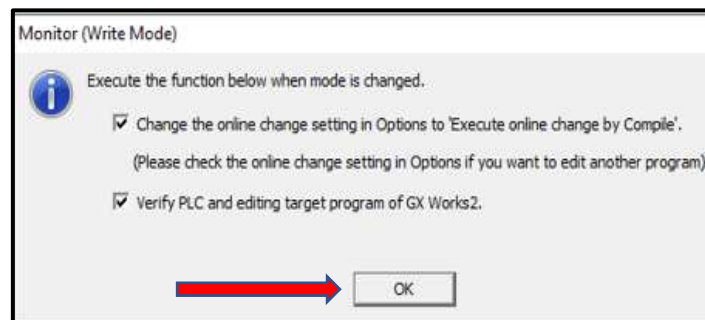 Monitor (Write Mode)
Execute the function below when mode is changed.
Change the online change setting in Options to 'Execute online change by Compile'.
(Please check the online change setting in Options if you want to edit another program)
Verify PLC and editing target program of GX Works2.
OK